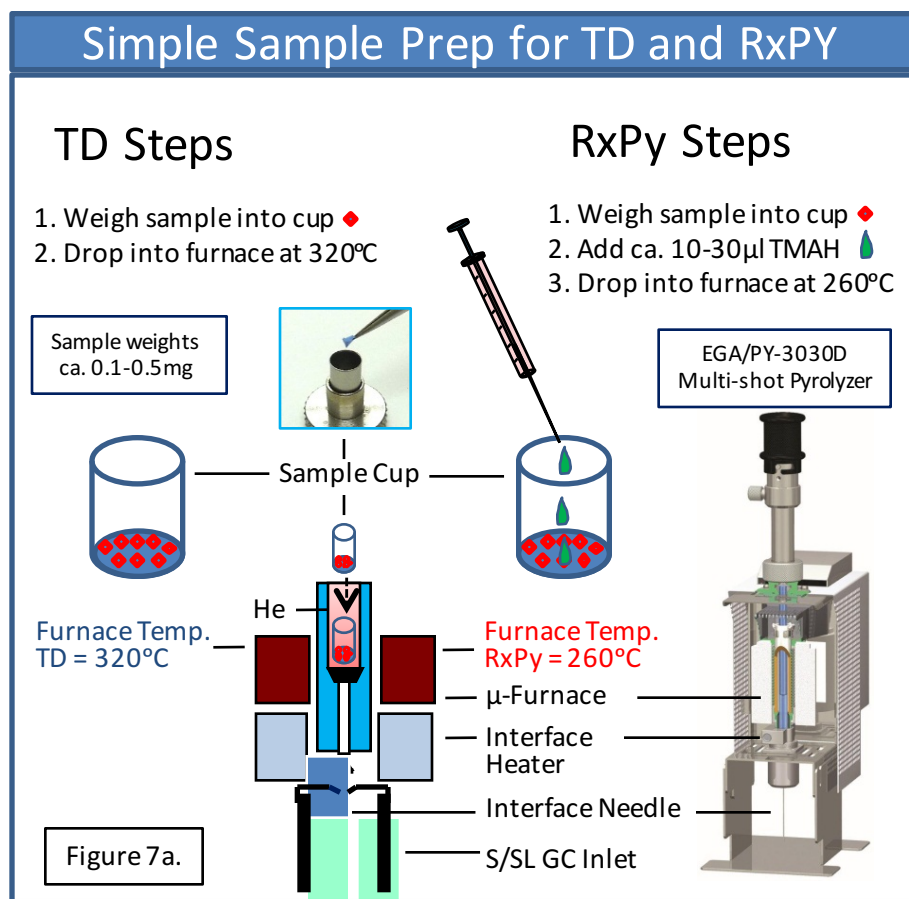 Simple Sample Prep for TD and RxPY
TD Steps
1. Weigh sample into cup
2. Drop into furnace at 320ºC
RxPy Steps
1. Weigh sample into cup
2. Add ca. 10-30µl TMAH
3. Drop into furnace at 260ºC
Sample weights
ca. 0.1-0.5mg
EGA/PY-3030D
Multi-shot Pyrolyzer
Sample Cup
He
Furnace Temp.
TD = 320ºC
Furnace Temp.
RxPy = 260ºC
µ-Furnace
Interface
Heater
Interface Needle
S/SL GC Inlet
Figure 7a.